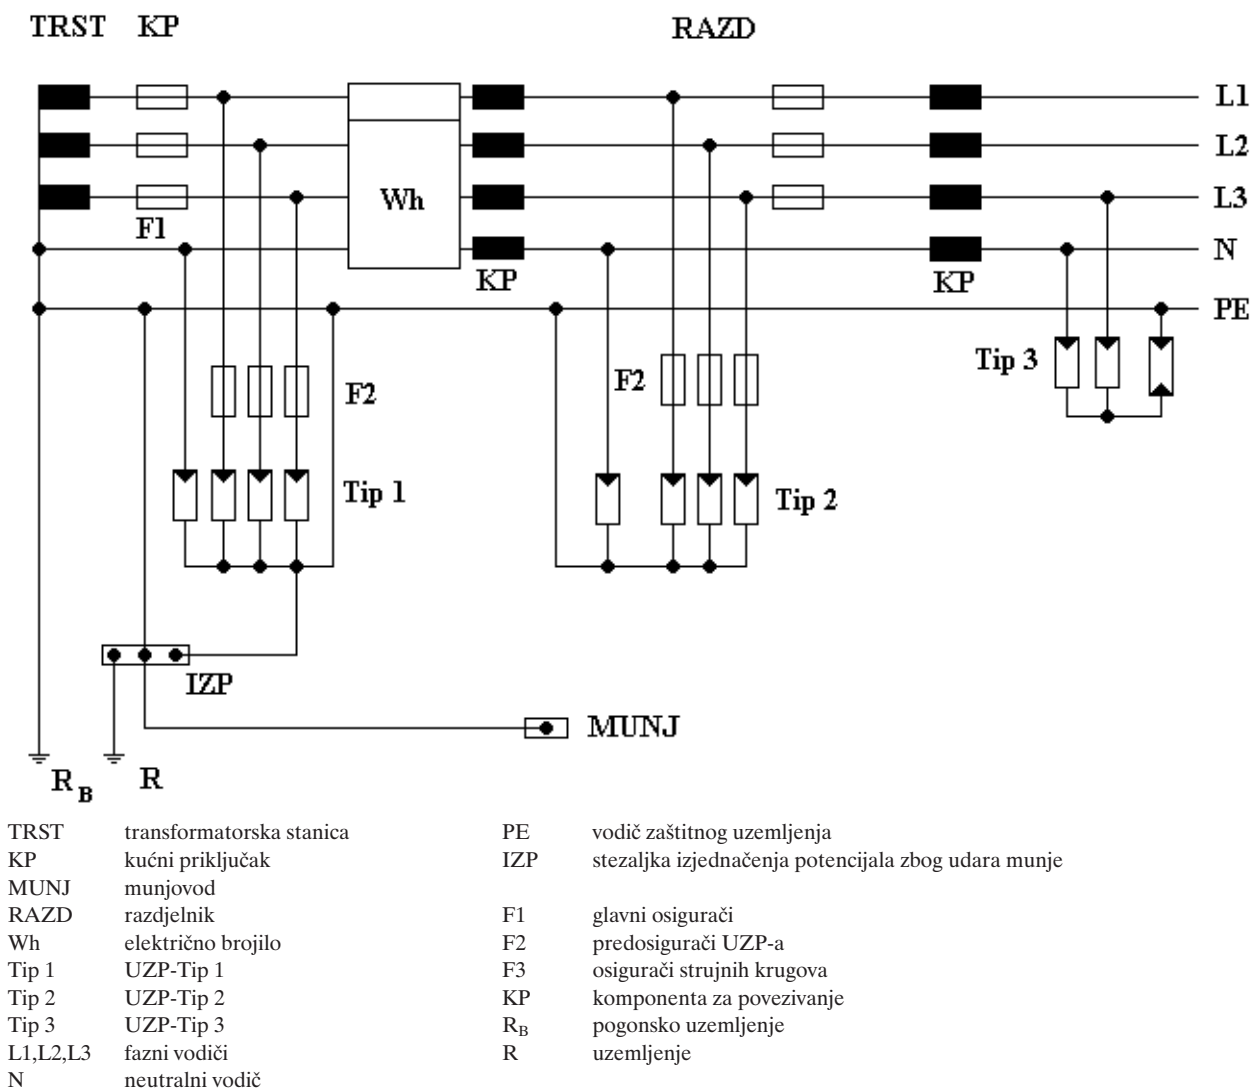 TRST KP RAZD
L1
L2
Wh L3
F1
N
KP KP
PE
Tip 3
F2 F2
Tip 1 Tip 2
IZP
MUNJ
R_B R
TRST transformatorska stanica PE vodič zaštitnog uzemljenja
KP kućni priključak IZP stezaljka izjednačenja potencijala zbog udara munje
MUNJ munjovod
RAZD razdjelnik F1 glavni osigurači
Wh električno brojilo F2 predosigurači UZP-a
Tip 1 UZP-Tip 1 F3 osigurači strujnih krugova
Tip 2 UZP-Tip 2 KP komponenta za povezivanje
Tip 3 UZP-Tip 3 R_B pogonsko uzemljenje
L1,L2,L3 fazni vodiči R uzemljenje
N neutralni vodič